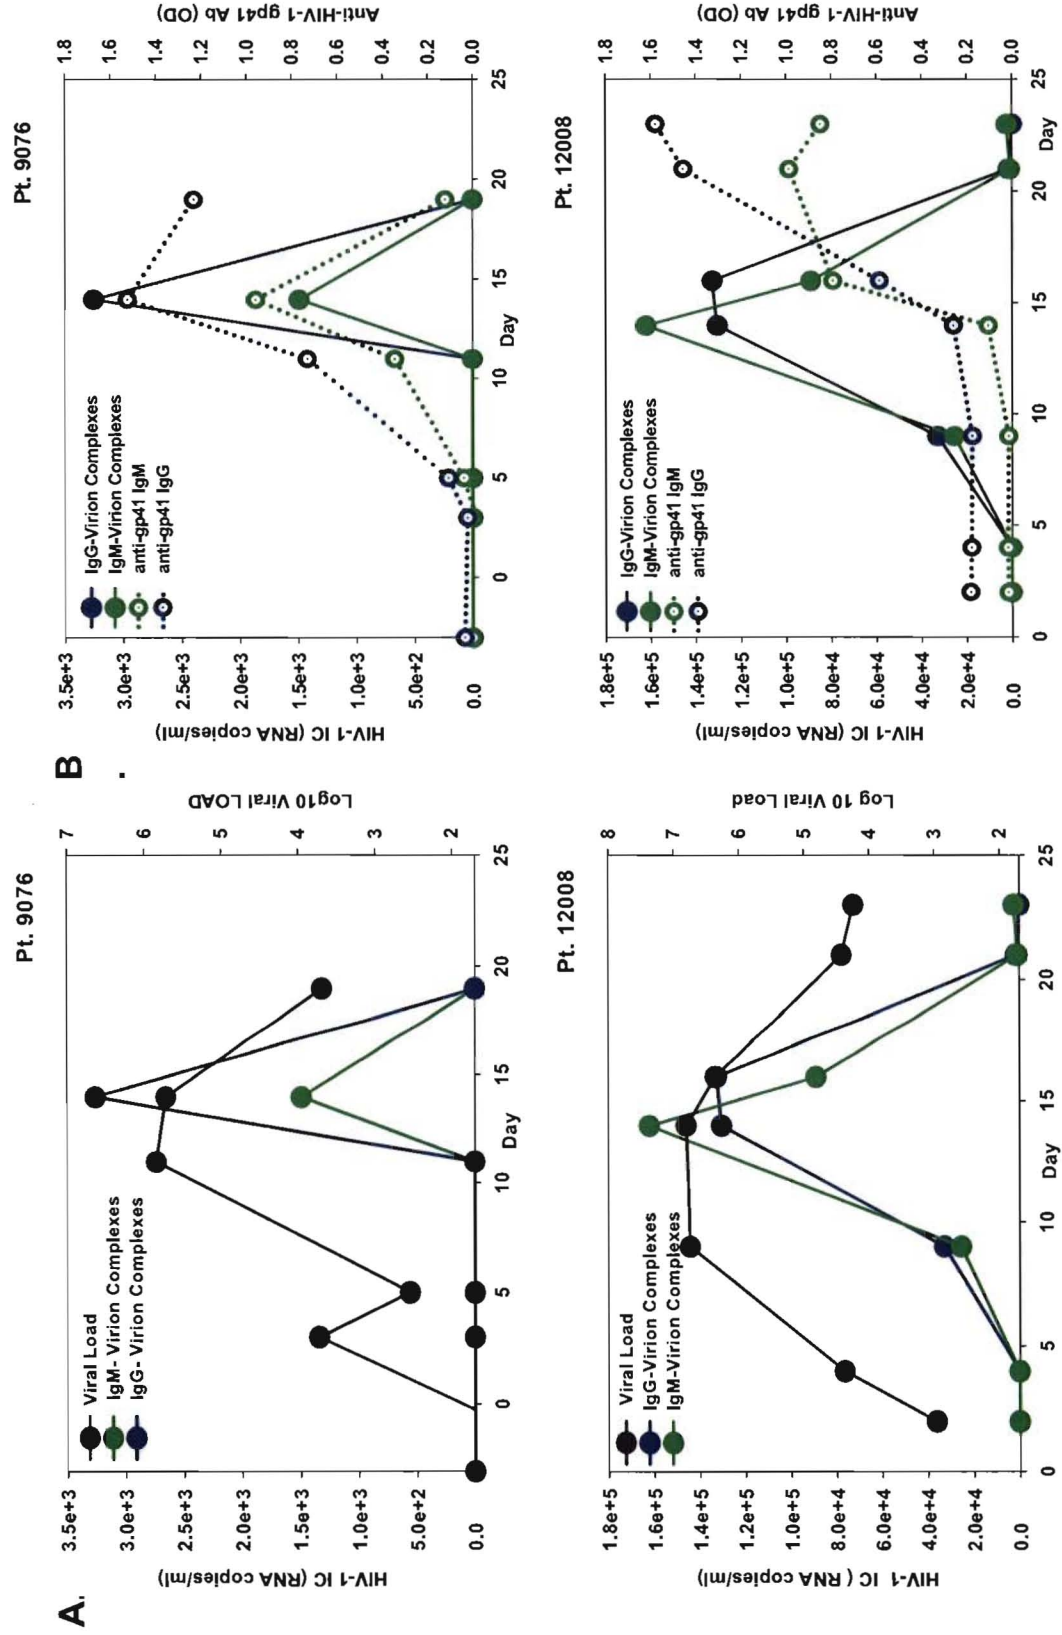 A.
Pt. 9076
3.5e+3
3.0e+3
2.5e+3
2.0e+3
1.5e+3
1.0e+3
5.0e+2
0.0
HIV-1 IC (RNA copies/ml)
Viral Load
IgM- Virion Complexes
IgG- Virion Complexes
7
6
5
4
3
2
Log10 Viral LOAD
0
5
10
15
20
25
Day
Pt. 12008
1.8e+5
1.6e+5
1.4e+5
1.2e+5
1.0e+5
8.0e+4
6.0e+4
4.0e+4
2.0e+4
0.0
HIV-1 IC ( RNA copies/ml)
Viral Load
IgG-Virion Complexes
IgM-Virion Complexes
8
7
6
5
4
3
2
Log 10 Viral Load
0
5
10
15
20
25
Day
B
.
Pt. 9076
3.5e+3
3.0e+3
2.5e+3
2.0e+3
1.5e+3
1.0e+3
5.0e+2
0.0
HIV-1 IC (RNA copies/ml)
IgG-Virion Complexes
IgM-Virion Complexes
anti-gp41 IgM
anti-gp41 IgG
1.8
1.6
1.4
1.2
1.0
0.8
0.6
0.4
0.2
0.0
Anti-HIV-1 gp41 Ab (OD)
0
5
10
15
20
25
Day
Pt. 12008
1.8e+5
1.6e+5
1.4e+5
1.2e+5
1.0e+5
8.0e+4
6.0e+4
4.0e+4
2.0e+4
0.0
HIV-1 IC (RNA copies/ml)
IgG-Virion Complexes
IgM-Virion Complexes
anti-gp41 IgM
anti-gp41 IgG
1.8
1.6
1.4
1.2
1.0
0.8
0.6
0.4
0.2
0.0
Anti-HIV-1 gp41 Ab (OD)
0
5
10
15
20
25
Day